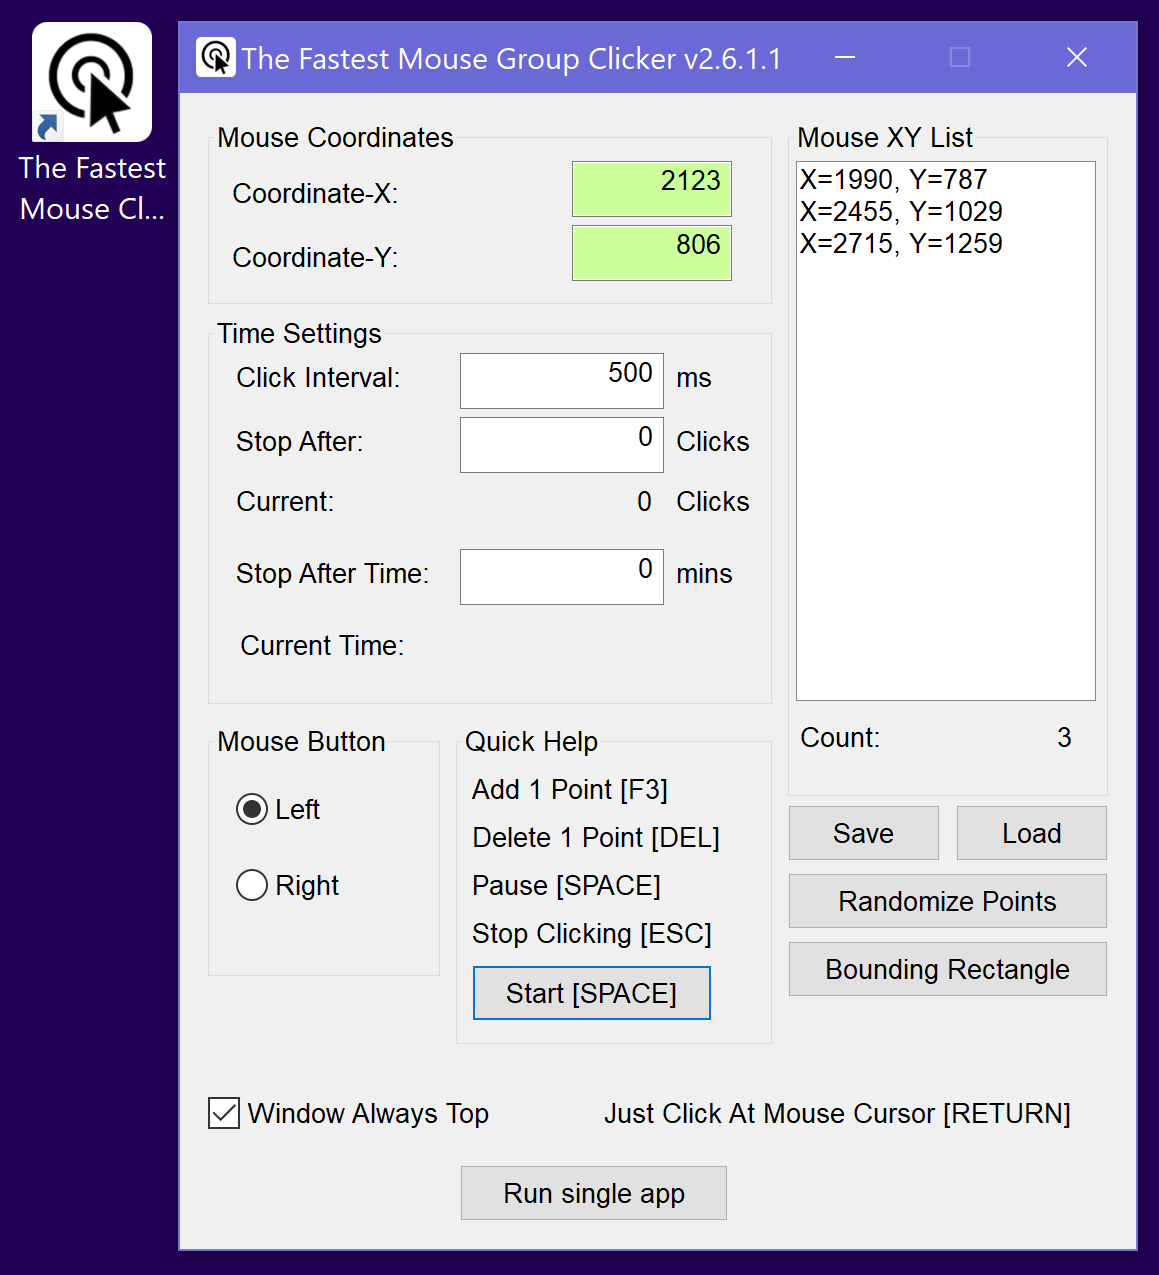 The Fastest
Mouse Cl...
The Fastest Mouse Group Clicker v2.6.1.1
Mouse Coordinates
Coordinate-X: 2123
Coordinate-Y: 806
Time Settings
Click Interval: 500 ms
Stop After: 0 Clicks
Current: 0 Clicks
Stop After Time: 0 mins
Current Time:
Mouse Button
Left
Right
Quick Help
Add 1 Point [F3]
Delete 1 Point [DEL]
Pause [SPACE]
Stop Clicking [ESC]
Start [SPACE]
Mouse XY List
X=1990, Y=787
X=2455, Y=1029
X=2715, Y=1259
Count: 3
Save Load
Randomize Points
Bounding Rectangle
Window Always Top
Just Click At Mouse Cursor [RETURN]
Run single app